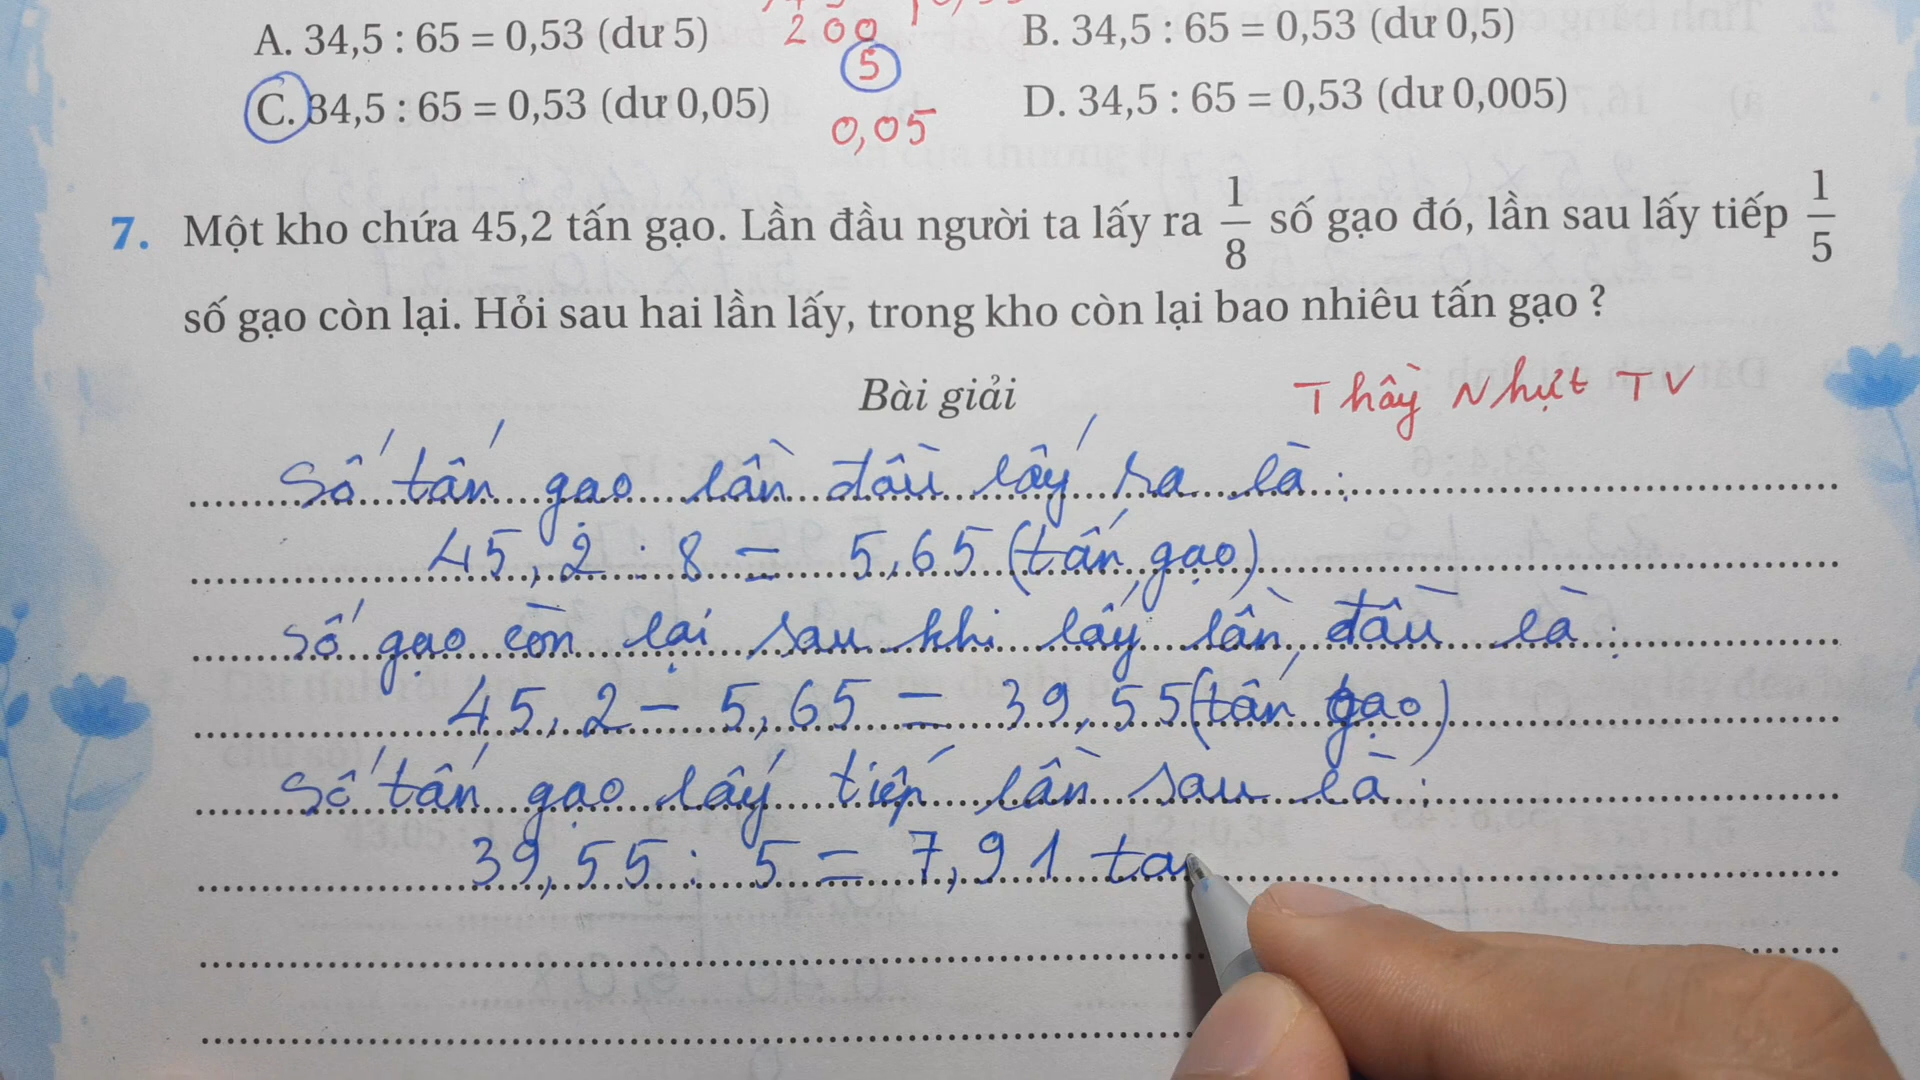 A. 34,5 : 65 = 0,53 (dư 5)
200
B. 34,5 : 65 = 0,53 (dư 0,5)
5
C. 34,5 : 65 = 0,53 (dư 0,05)
0,05
D. 34,5 : 65 = 0,53 (dư 0,005)
7. Một kho chứa 45,2 tấn gạo. Lần đầu người ta lấy ra 1/8 số gạo đó, lần sau lấy tiếp 1/5
số gạo còn lại. Hỏi sau hai lần lấy, trong kho còn lại bao nhiêu tấn gạo ?
Bài giải
Thầy Nhựt TV
Số tấn gạo lần đầu lấy ra là :
45,2 : 8 = 5,65 (tấn gạo)
Số gạo còn lại sau khi lấy lần đầu là :
45,2 - 5,65 = 39,55 (tấn gạo)
Số tấn gạo lấy tiếp lần sau là :
39,55 : 5 = 7,91 ta